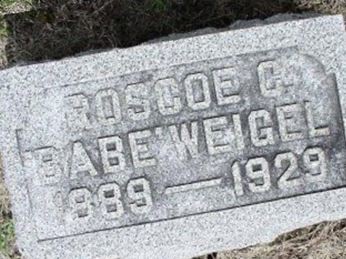 ROSCOE C.
'BABE' WEIGEL
1889 — 1929